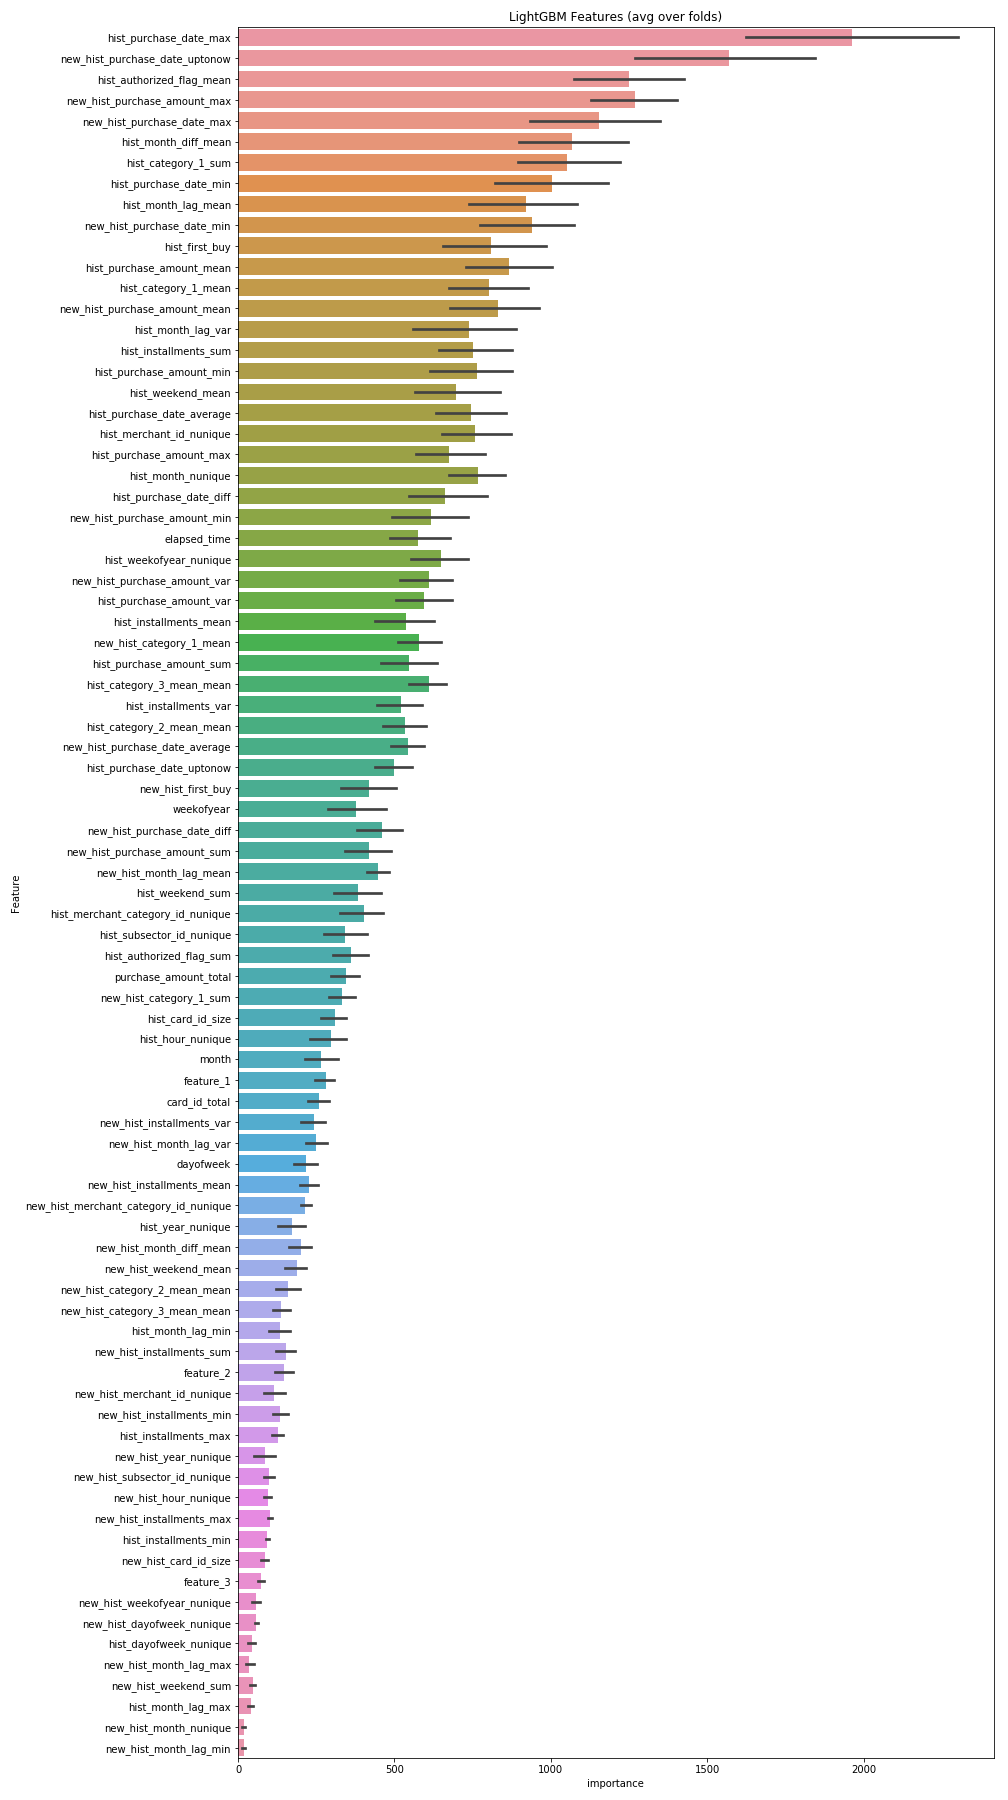 LightGBM Features (avg over folds)
hist_purchase_date_max
new_hist_purchase_date_uptonow
hist_authorized_flag_mean
new_hist_purchase_amount_max
new_hist_purchase_date_max
hist_month_diff_mean
hist_category_1_sum
hist_purchase_date_min
hist_month_lag_mean
new_hist_purchase_date_min
hist_first_buy
hist_purchase_amount_mean
hist_category_1_mean
new_hist_purchase_amount_mean
hist_month_lag_var
hist_installments_sum
hist_purchase_amount_min
hist_weekend_mean
hist_purchase_date_average
hist_merchant_id_nunique
hist_purchase_amount_max
hist_month_nunique
hist_purchase_date_diff
new_hist_purchase_amount_min
elapsed_time
hist_weekofyear_nunique
new_hist_purchase_amount_var
hist_purchase_amount_var
hist_installments_mean
new_hist_category_1_mean
hist_purchase_amount_sum
hist_category_3_mean_mean
hist_installments_var
hist_category_2_mean_mean
new_hist_purchase_date_average
hist_purchase_date_uptonow
new_hist_first_buy
weekofyear
new_hist_purchase_date_diff
new_hist_purchase_amount_sum
new_hist_month_lag_mean
hist_weekend_sum
hist_merchant_category_id_nunique
hist_subsector_id_nunique
hist_authorized_flag_sum
purchase_amount_total
new_hist_category_1_sum
hist_card_id_size
hist_hour_nunique
month
feature_1
card_id_total
new_hist_installments_var
new_hist_month_lag_var
dayofweek
new_hist_installments_mean
new_hist_merchant_category_id_nunique
hist_year_nunique
new_hist_month_diff_mean
new_hist_weekend_mean
new_hist_category_2_mean_mean
new_hist_category_3_mean_mean
hist_month_lag_min
new_hist_installments_sum
feature_2
new_hist_merchant_id_nunique
new_hist_installments_min
hist_installments_max
new_hist_year_nunique
new_hist_subsector_id_nunique
new_hist_hour_nunique
new_hist_installments_max
hist_installments_min
new_hist_card_id_size
feature_3
new_hist_weekofyear_nunique
new_hist_dayofweek_nunique
hist_dayofweek_nunique
new_hist_month_lag_max
new_hist_weekend_sum
hist_month_lag_max
new_hist_month_nunique
new_hist_month_lag_min
Feature
0 500 1000 1500 2000
importance